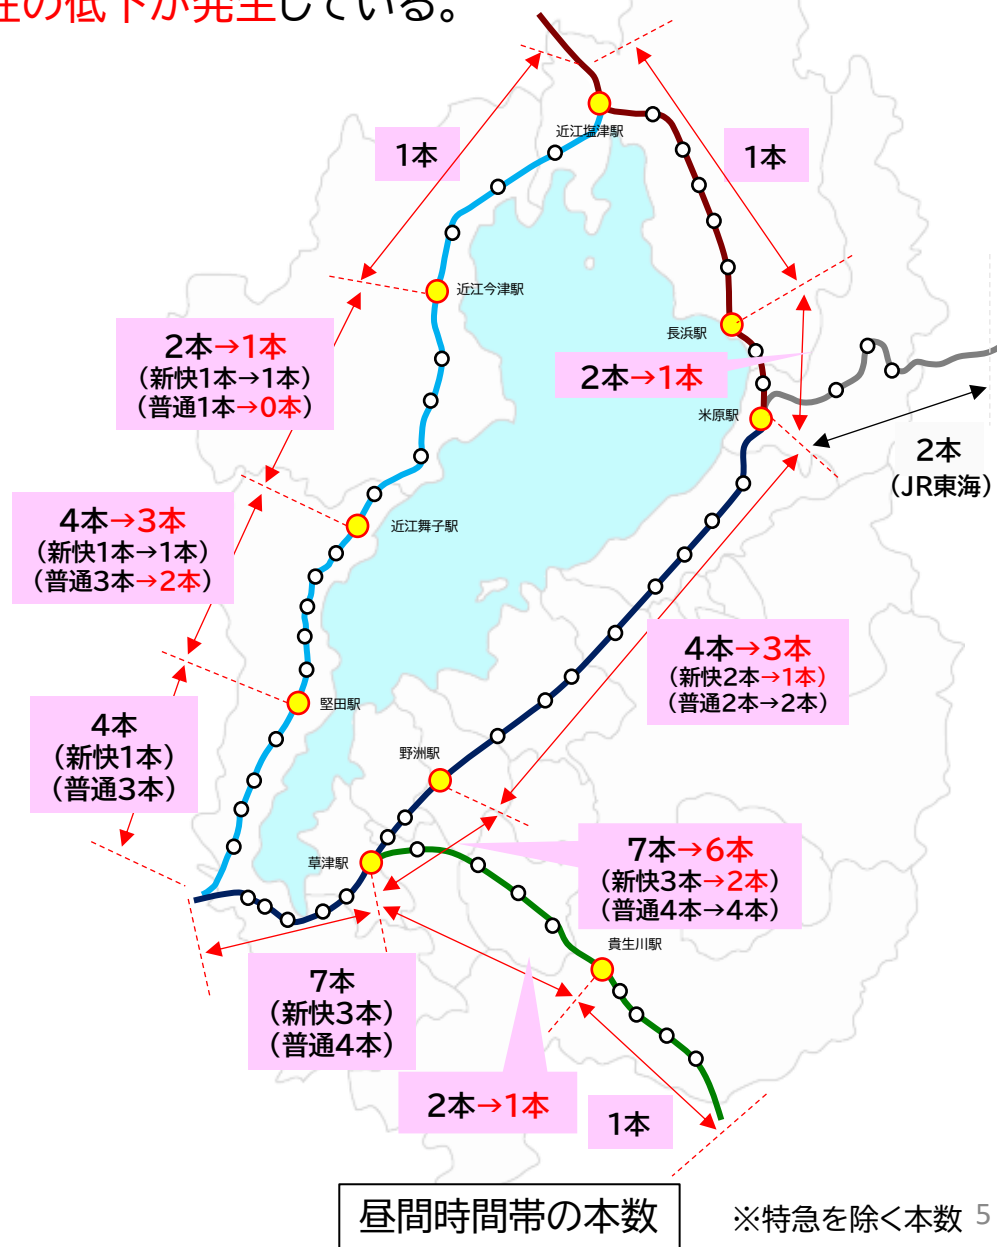 性の低下が発生している。
近江塩津駅
1本
1本
近江今津駅
長浜駅
2本→1本
(新快1本→1本)
(普通1本→0本)
2本→1本
米原駅
2本
(JR東海)
4本→3本
(新快1本→1本)
(普通3本→2本)
近江舞子駅
4本→3本
(新快2本→1本)
(普通2本→2本)
堅田駅
4本
(新快1本)
(普通3本)
野洲駅
草津駅
7本→6本
(新快3本→2本)
(普通4本→4本)
貴生川駅
7本
(新快3本)
(普通4本)
2本→1本
1本
昼間時間帯の本数
※特急を除く本数
5